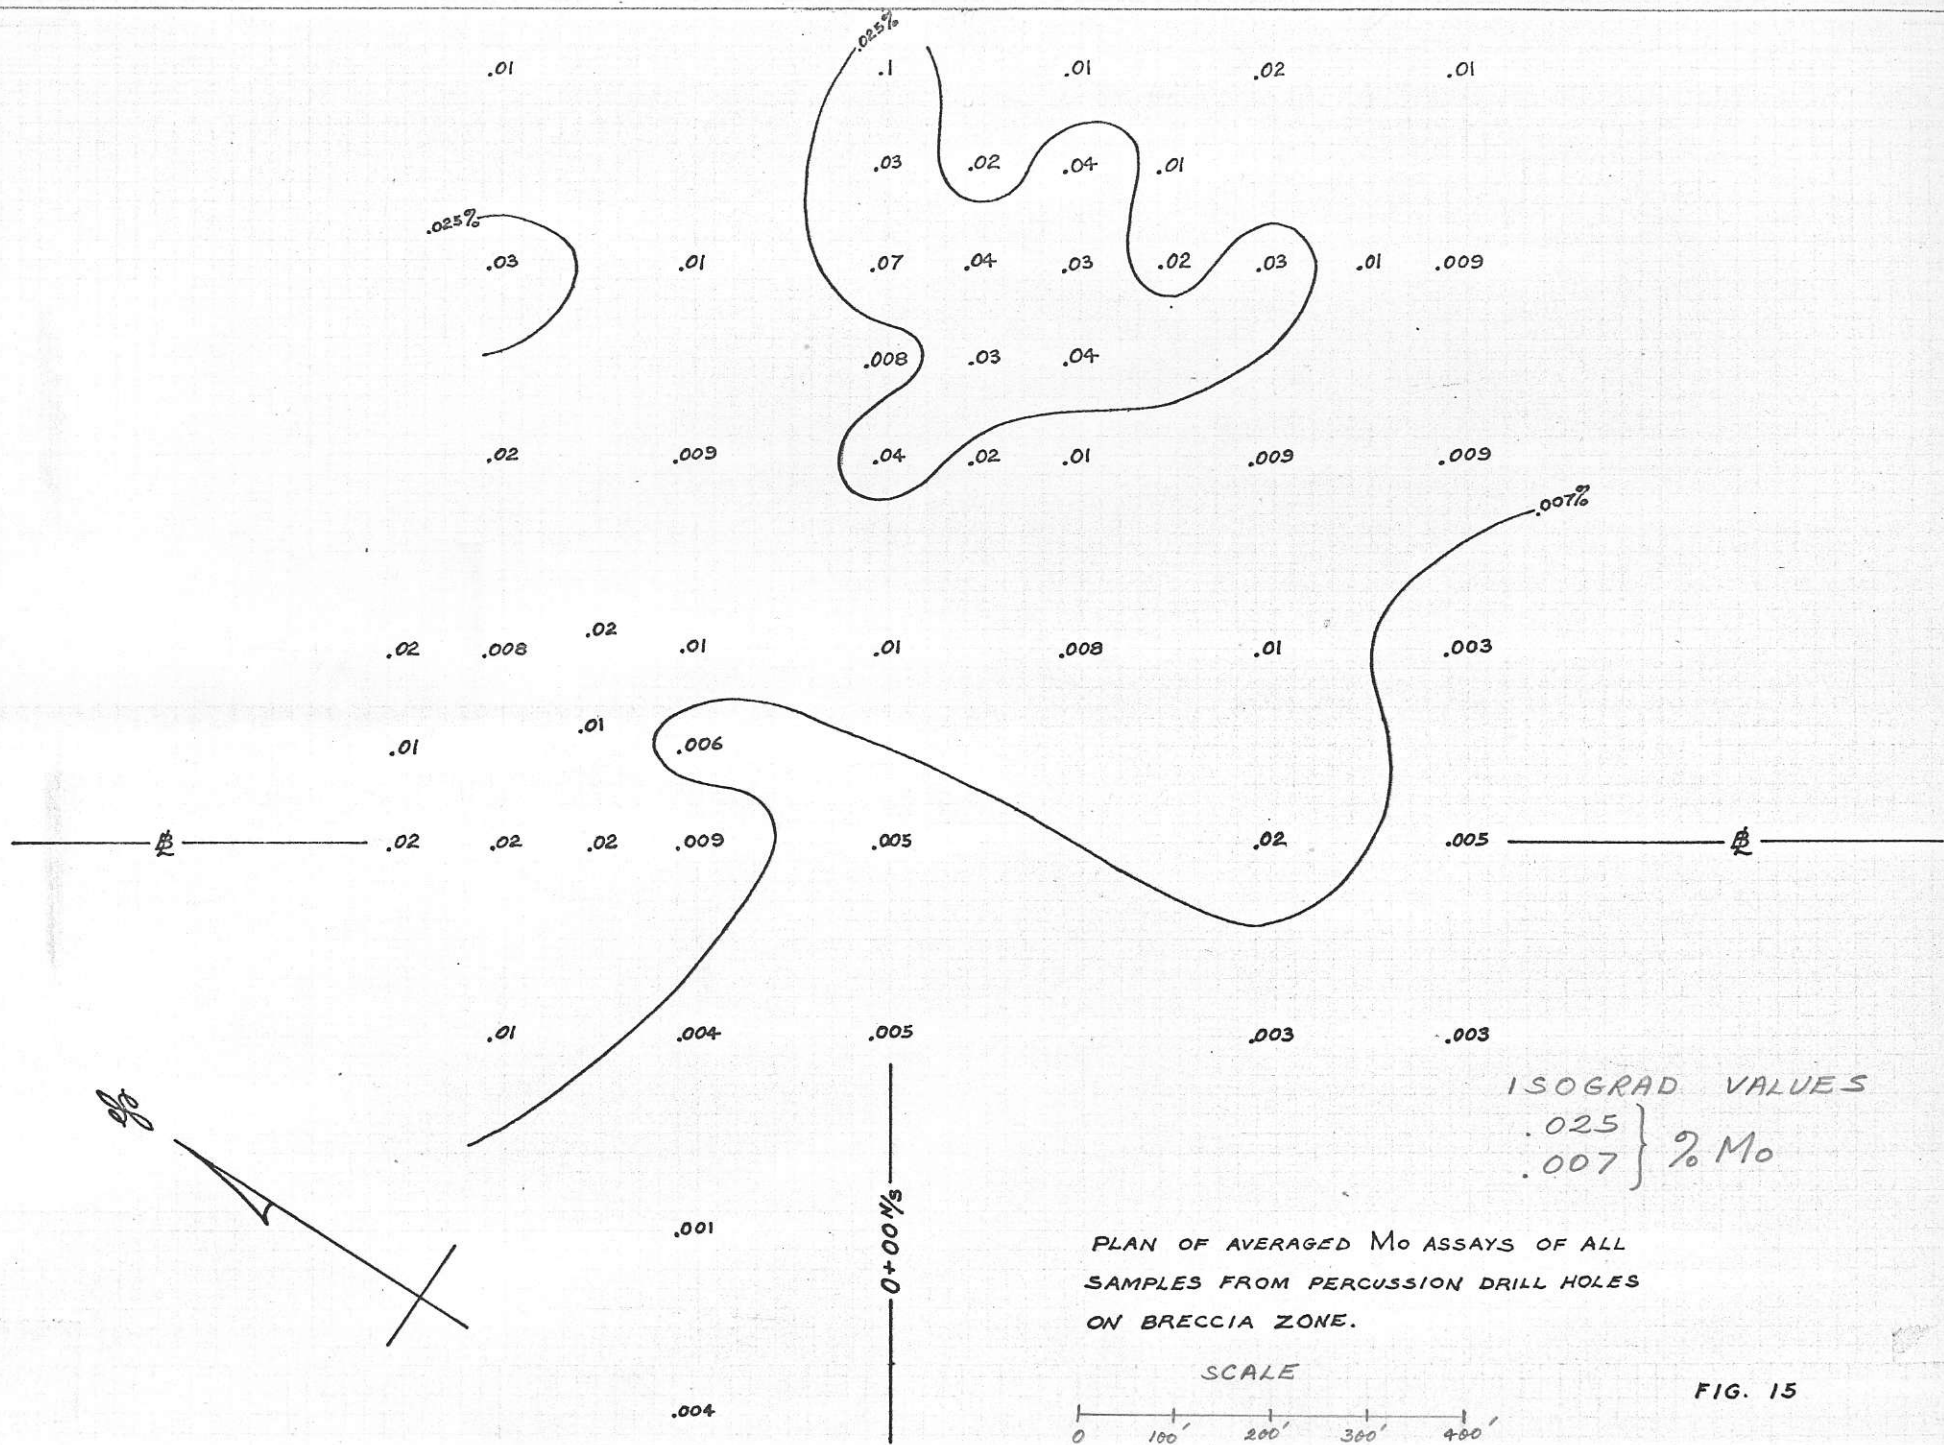 .025%
.01 .1 .01 .02 .01
.03 .02 .04 .01
.025%
.03 .01 .07 .04 .03 .02 .03 .01 .009
.008 .03 .04
.02 .009 .04 .02 .01 .009 .009
.007%
.02 .008 .02 .01 .01 .008 .01 .003
.01 .01 .006
.02 .02 .02 .009 .005 .02 .005
.01 .004 .005 .003 .003
ISOGRAD VALUES
.025
.007 } % Mo
.001
0+00 N/S
PLAN OF AVERAGED Mo ASSAYS OF ALL
SAMPLES FROM PERCUSSION DRILL HOLES
ON BRECCIA ZONE.
SCALE
FIG. 15
.004
0 100' 200' 300' 400'